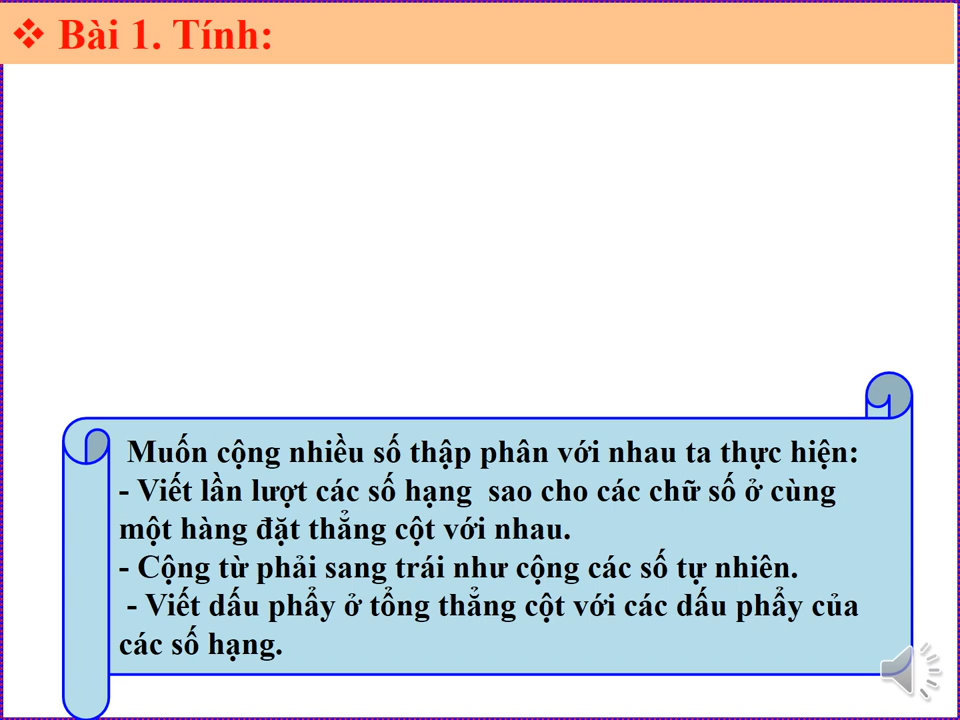 ❖ Bài 1. Tính:
Muốn cộng nhiều số thập phân với nhau ta thực hiện:
- Viết lần lượt các số hạng sao cho các chữ số ở cùng
một hàng đặt thẳng cột với nhau.
- Cộng từ phải sang trái như cộng các số tự nhiên.
- Viết dấu phẩy ở tổng thẳng cột với các dấu phẩy của
các số hạng.